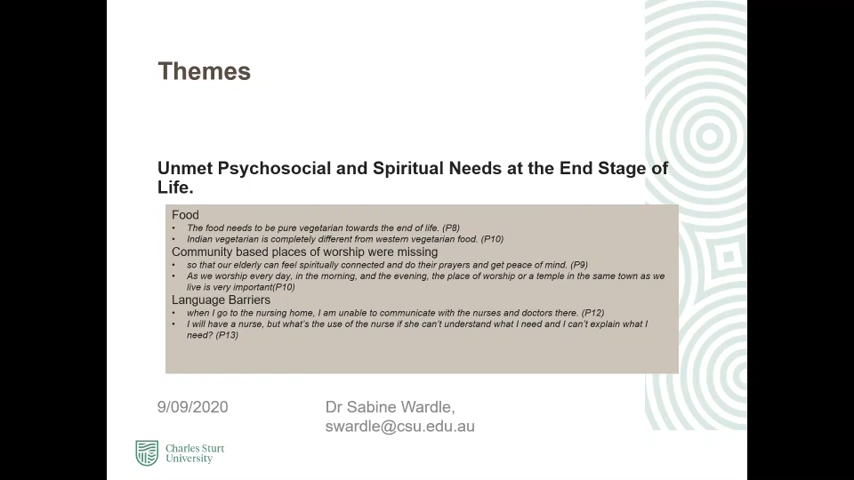 Themes
Unmet Psychosocial and Spiritual Needs at the End Stage of
Life.
Food
• The food needs to be pure vegetarian towards the end of life. (P8)
• Indian vegetarian is completely different from western vegetarian food. (P10)
Community based places of worship were missing
• so that our elderly can feel spiritually connected and do their prayers and get peace of mind. (P9)
• As we worship every day, in the morning, and the evening, the place of worship or a temple in the same town as we
live is very important(P10)
Language Barriers
• when I go to the nursing home, I am unable to communicate with the nurses and doctors there. (P12)
• I will have a nurse, but what's the use of the nurse if she can't understand what I need and I can't explain what I
need? (P13)
9/09/2020
Dr Sabine Wardle,
swardle@csu.edu.au
Charles Sturt
University